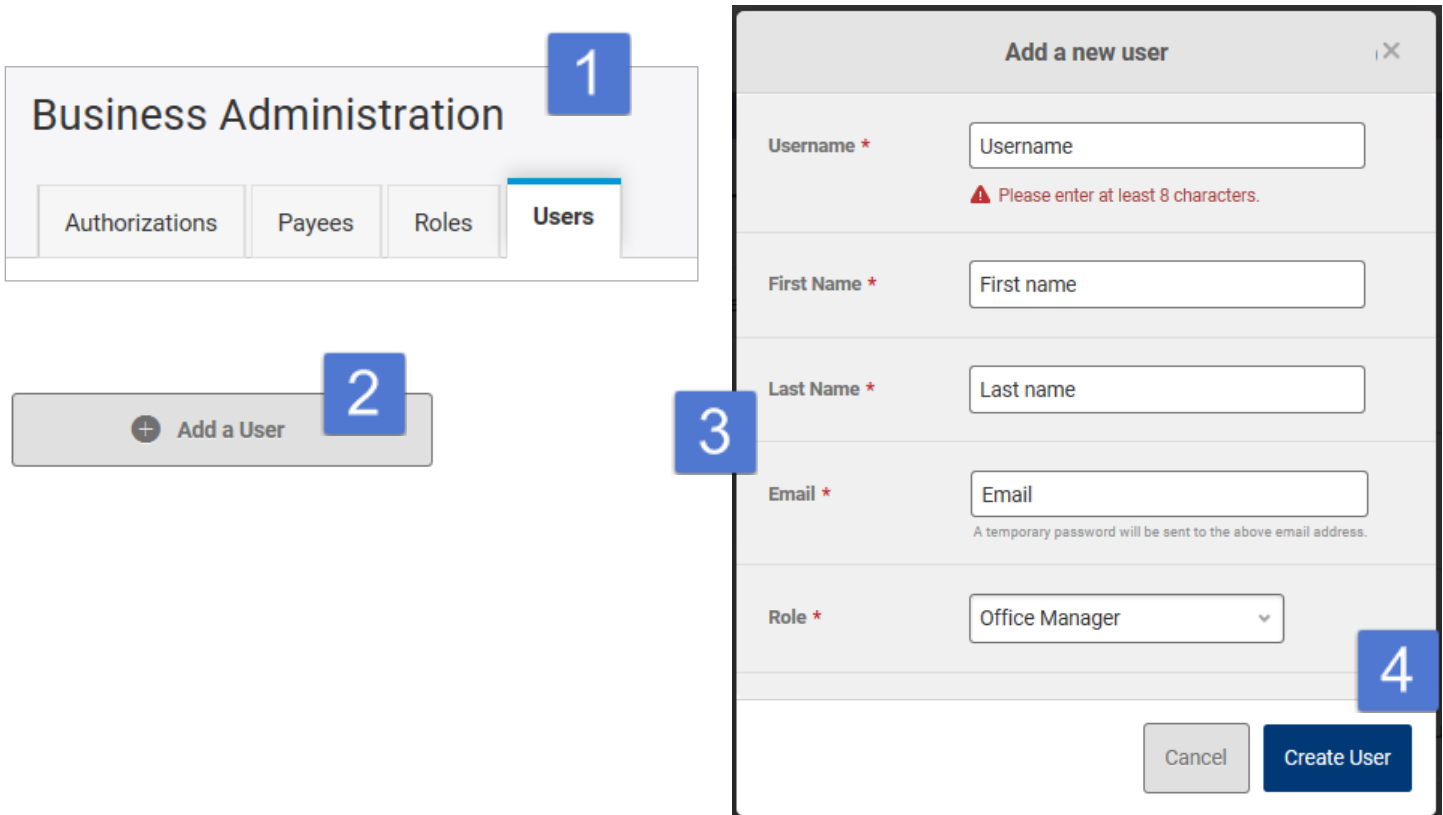 1
Business Administration
Authorizations Payees Roles Users
2
Add a User
3
Add a new user
Username *
Username
Please enter at least 8 characters.
First Name *
First name
Last Name *
Last name
Email *
Email
A temporary password will be sent to the above email address.
Role *
Office Manager
4
Cancel Create User